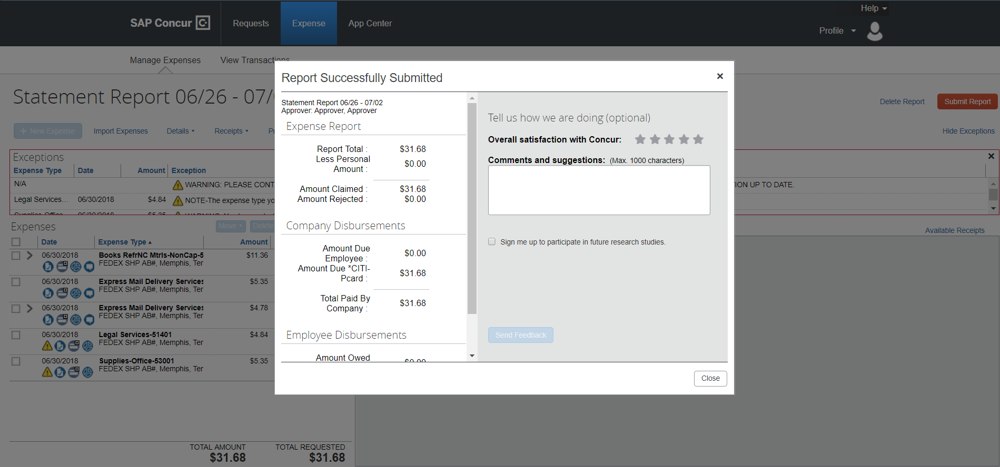 Help
SAP Concur
Requests
Expense
App Center
Profile
Manage Expenses
View Transactions
Statement Report 06/26 - 07/
Delete Report
Submit Report
New Expense
Import Expenses
Details
Receipts
Hide Exceptions
Exceptions
Expense Type Date Amount Exception
N/A WARNING: PLEASE CONT ION UP TO DATE.
Legal Services... 06/30/2018 $4.84 NOTE-The expense type yo
Expenses
Move
Delete
Available Receipts
Date Expense Type Amount
06/30/2018 Books RefrNC Mtrls-NonCap-5 $11.36
FEDEX SHP AB#, Memphis, Ter
06/30/2018 Express Mail Delivery Services $5.35
FEDEX SHP AB#, Memphis, Ter
06/30/2018 Express Mail Delivery Services $4.78
FEDEX SHP AB#, Memphis, Ter
06/30/2018 Legal Services-51401 $4.84
FEDEX SHP AB#, Memphis, Ter
06/30/2018 Supplies-Office-53001 $5.35
FEDEX SHP AB#, Memphis, Ter
TOTAL AMOUNT TOTAL REQUESTED
$31.68 $31.68
Report Successfully Submitted
Statement Report 06/26 - 07/02
Approver: Approver, Approver
Expense Report
Report Total : $31.68
Less Personal
Amount : $0.00
Amount Claimed : $31.68
Amount Rejected : $0.00
Company Disbursements
Amount Due
Employee : $0.00
Amount Due *CITI-
Pcard : $31.68
Total Paid By
Company : $31.68
Employee Disbursements
Amount Owed $0.00
Tell us how we are doing (optional)
Overall satisfaction with Concur:
Comments and suggestions: (Max. 1000 characters)
Sign me up to participate in future research studies.
Send Feedback
Close